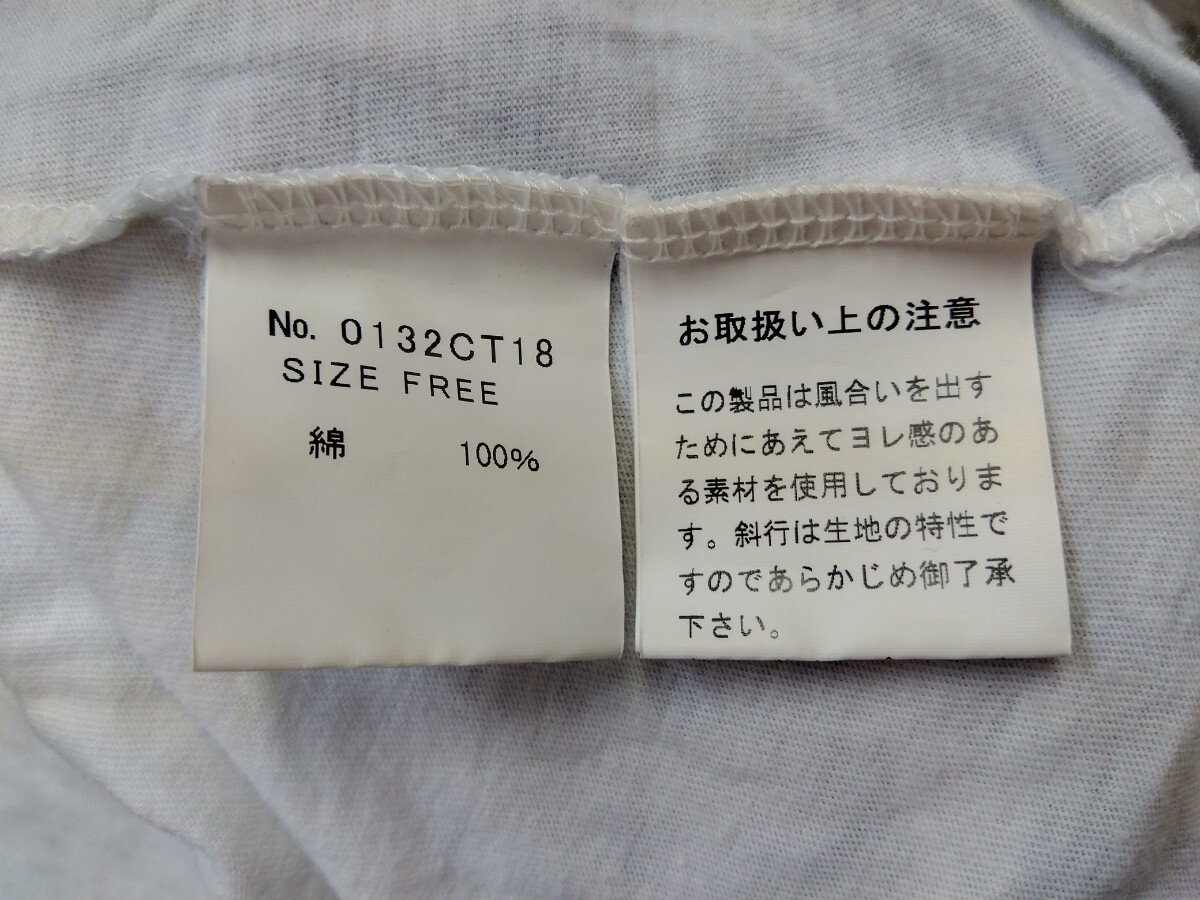 No. 0132CT18
SIZE FREE
綿 100%
お取扱い上の注意
この製品は風合いを出す
ためにあえてヨレ感のあ
る素材を使用しておりま
す。斜行は生地の特性で
すのであらかじめ御了承
下さい。